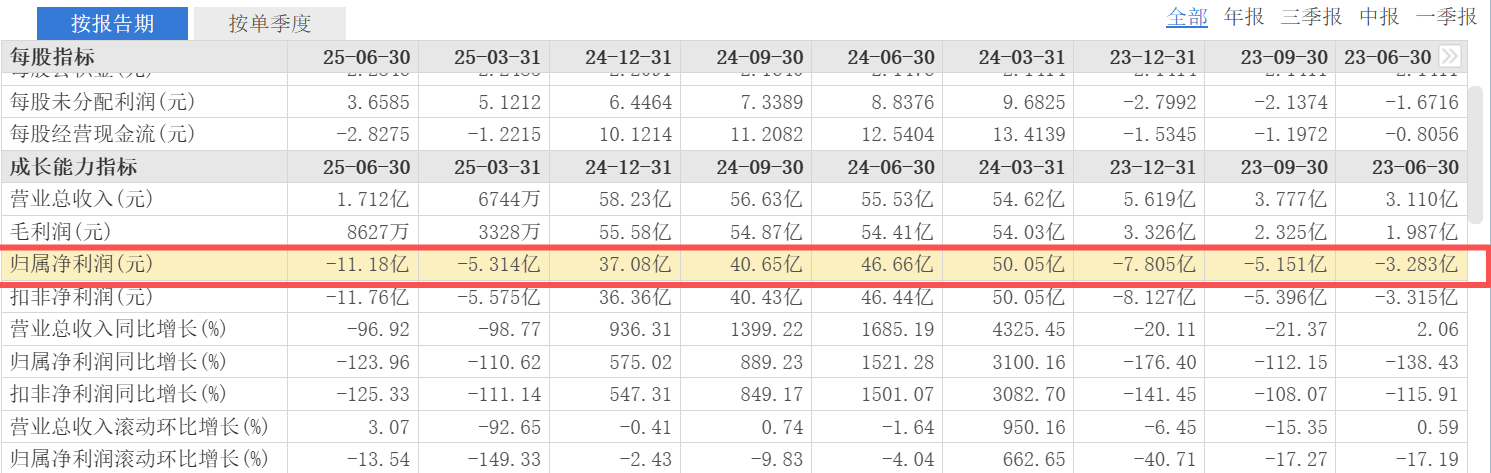 按报告期 按单季度 全部 年报 三季报 中报 一季报
每股指标 25-06-30 25-03-31 24-12-31 24-09-30 24-06-30 24-03-31 23-12-31 23-09-30 23-06-30
每股未分配利润(元) 3.6585 5.1212 6.4464 7.3389 8.8376 9.6825 -2.7992 -2.1374 -1.6716
每股经营现金流(元) -2.8275 -1.2215 10.1214 11.2082 12.5404 13.4139 -1.5345 -1.1972 -0.8056
成长能力指标 25-06-30 25-03-31 24-12-31 24-09-30 24-06-30 24-03-31 23-12-31 23-09-30 23-06-30
营业总收入(元) 1.712亿 6744万 58.23亿 56.63亿 55.53亿 54.62亿 5.619亿 3.777亿 3.110亿
毛利润(元) 8627万 3328万 55.58亿 54.87亿 54.41亿 54.03亿 3.326亿 2.325亿 1.987亿
归属净利润(元) -11.18亿 -5.314亿 37.08亿 40.65亿 46.66亿 50.05亿 -7.805亿 -5.151亿 -3.283亿
扣非净利润(元) -11.76亿 -5.575亿 36.36亿 40.43亿 46.44亿 50.05亿 -8.127亿 -5.396亿 -3.315亿
营业总收入同比增长(%) -96.92 -98.77 936.31 1399.22 1685.19 4325.45 -20.11 -21.37 2.06
归属净利润同比增长(%) -123.96 -110.62 575.02 889.23 1521.28 3100.16 -176.40 -112.15 -138.43
扣非净利润同比增长(%) -125.33 -111.14 547.31 849.17 1501.07 3082.70 -141.45 -108.07 -115.91
营业总收入滚动环比增长(%) 3.07 -92.65 -0.41 0.74 -1.64 950.16 -6.45 -15.35 0.59
归属净利润滚动环比增长(%) -13.54 -149.33 -2.43 -9.83 -4.04 662.65 -40.71 -17.27 -17.19